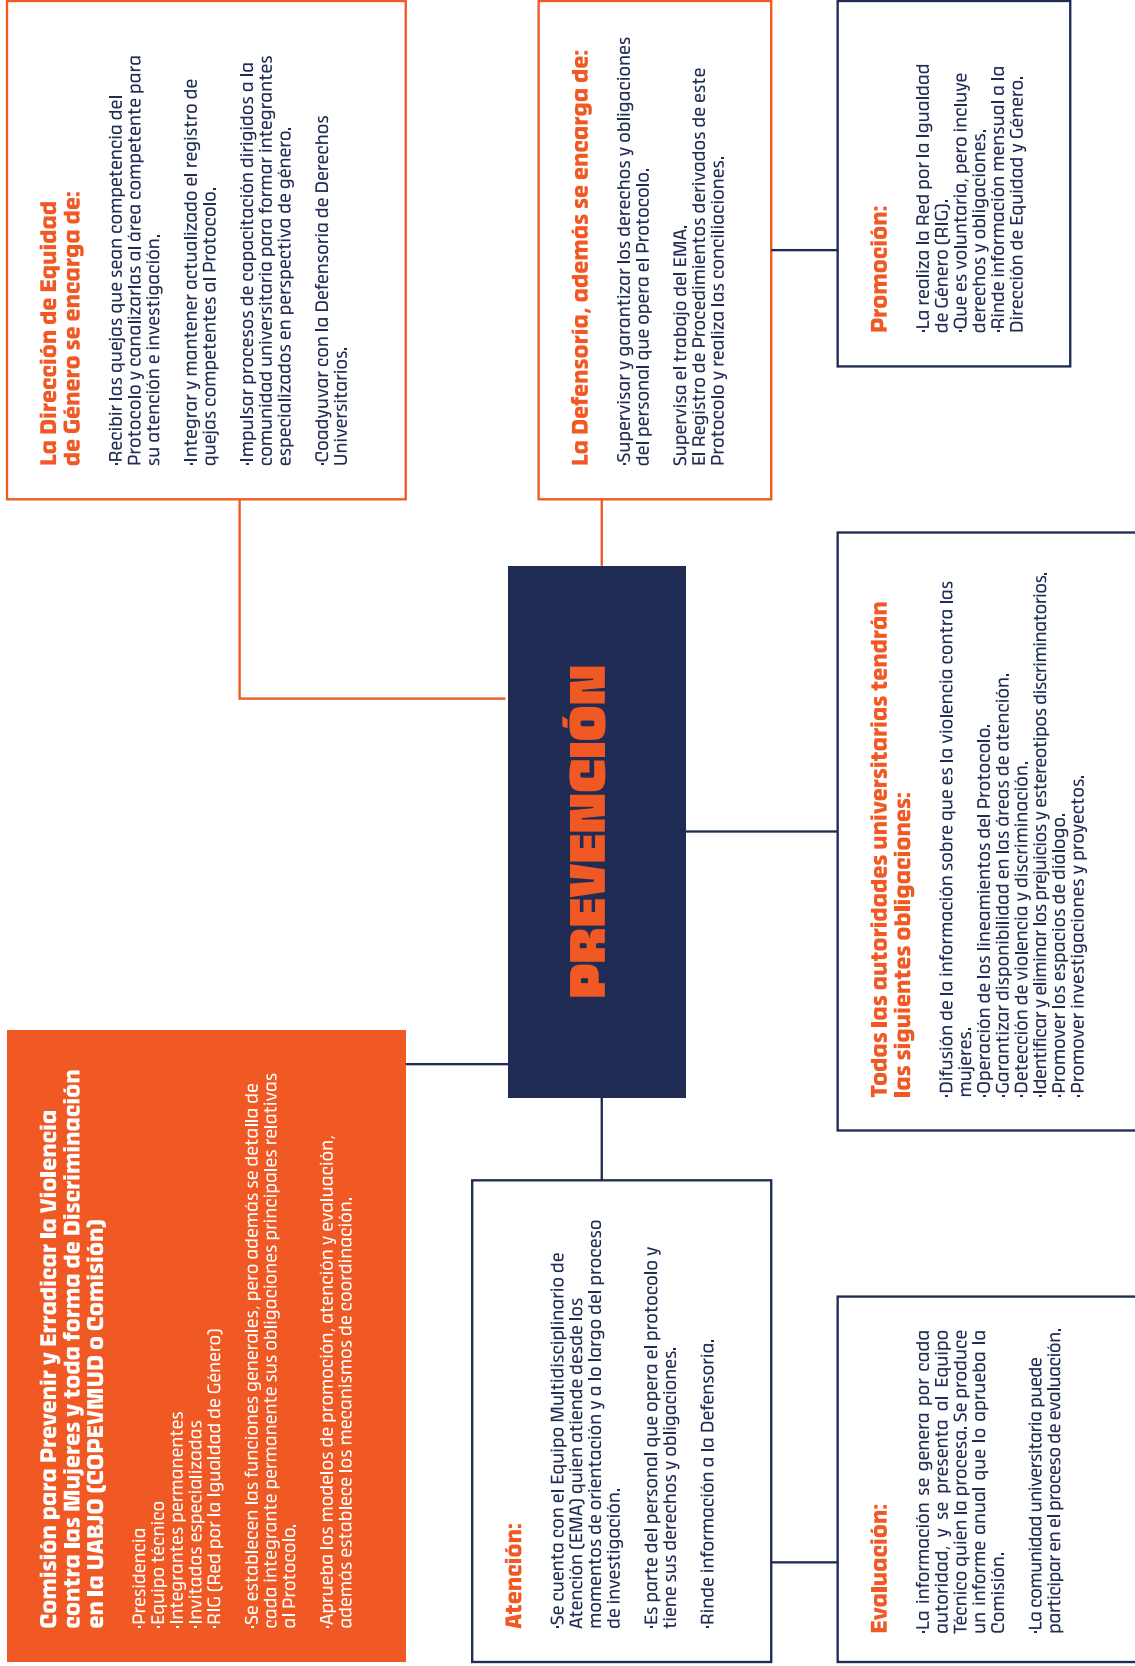 Comisión para Prevenir y Erradicar la Violencia
contra las Mujeres y toda forma de Discriminación
en la UABJO (COPEVMUD o Comisión)
·Presidencia
·Equipo técnico
·Integrantes permanentes
·Invitadas especializadas
·RIG (Red por la Igualdad de Género)
·Se establecen las funciones generales, pero además se detalla de
cada integrante permanente sus obligaciones principales relativas
al Protocolo.
·Aprueba los modelos de promoción, atención y evaluación,
además establece los mecanismos de coordinación.
La Dirección de Equidad
de Género se encarga de:
·Recibir las quejas que sean competencia del
Protocolo y canalizarlas al área competente para
su atención e investigación.
·Integrar y mantener actualizado el registro de
quejas competentes al Protocolo.
·Impulsar procesos de capacitación dirigidos a la
comunidad universitaria para formar integrantes
especializados en perspectiva de género.
·Coadyuvar con la Defensoría de Derechos
Universitarios.
PREVENCIÓN
Atención:
·Se cuenta con el Equipo Multidisciplinario de
Atención (EMA) quien atiende desde los
momentos de orientación y a lo largo del proceso
de investigación.
·Es parte del personal que opera el protocolo y
tiene sus derechos y obligaciones.
·Rinde información a la Defensoría.
La Defensoría, además se encarga de:
·Supervisar y garantizar los derechos y obligaciones
del personal que opera el Protocolo.
Supervisa el trabajo del EMA.
El Registro de Procedimientos derivados de este
Protocolo y realiza las conciliaciones.
Evaluación:
·La información se genera por cada
autoridad, y se presenta al Equipo
Técnico quien la procesa. Se produce
un informe anual que lo aprueba la
Comisión.
·La comunidad universitaria puede
participar en el proceso de evaluación.
Todas las autoridades universitarias tendrán
las siguientes obligaciones:
·Difusión de la información sobre que es la violencia contra las
mujeres.
·Operación de los lineamientos del Protocolo.
·Garantizar disponibilidad en las áreas de atención.
·Detección de violencia y discriminación.
·Identificar y eliminar los prejuicios y estereotipos discriminatorios.
·Promover los espacios de diálogo.
·Promover investigaciones y proyectos.
Promoción:
·La realiza la Red por la Igualdad
de Género (RIG).
·Que es voluntaria, pero incluye
derechos y obligaciones.
·Rinde información mensual a la
Dirección de Equidad y Género.